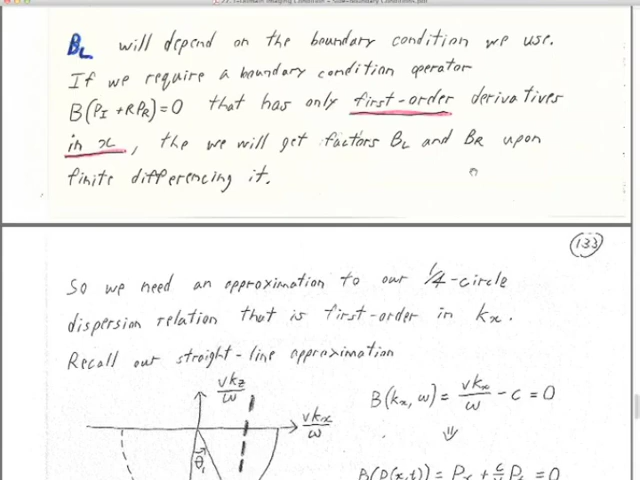 BL will depend on the boundary condition we use.
If we require a boundary condition operator
B(PI + RPR)=0 that has only first-order derivatives
in x, the we will get factors BL and BR upon
finite differencing it.
133
So we need an approximation to our 1/4-circle
dispersion relation that is first-order in kx.
Recall out straight-line approximation
vkz/ω
vkx/ω
B(kx, ω) = vkx/ω - c = 0
⇓
θ1